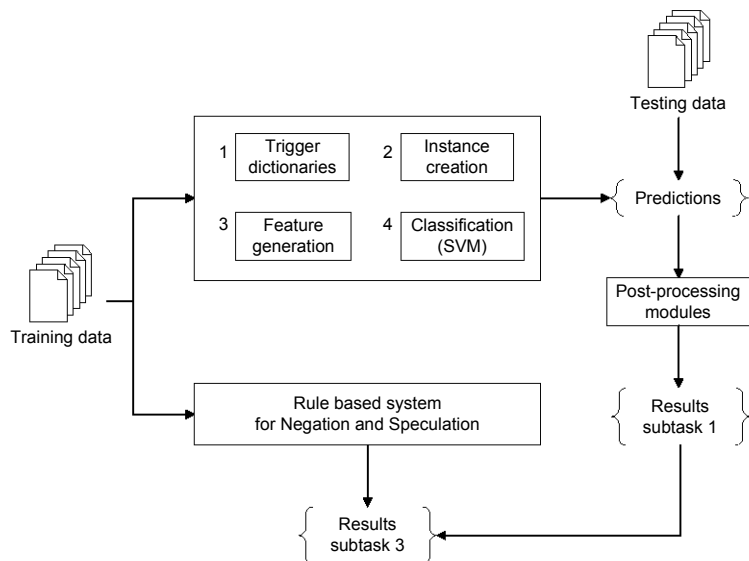 Testing data
1
Trigger
dictionaries
2
Instance
creation
3
Feature
generation
4
Classification
(SVM)
Predictions
Training data
Post-processing
modules
Rule based system
for Negation and Speculation
Results
subtask 1
Results
subtask 3